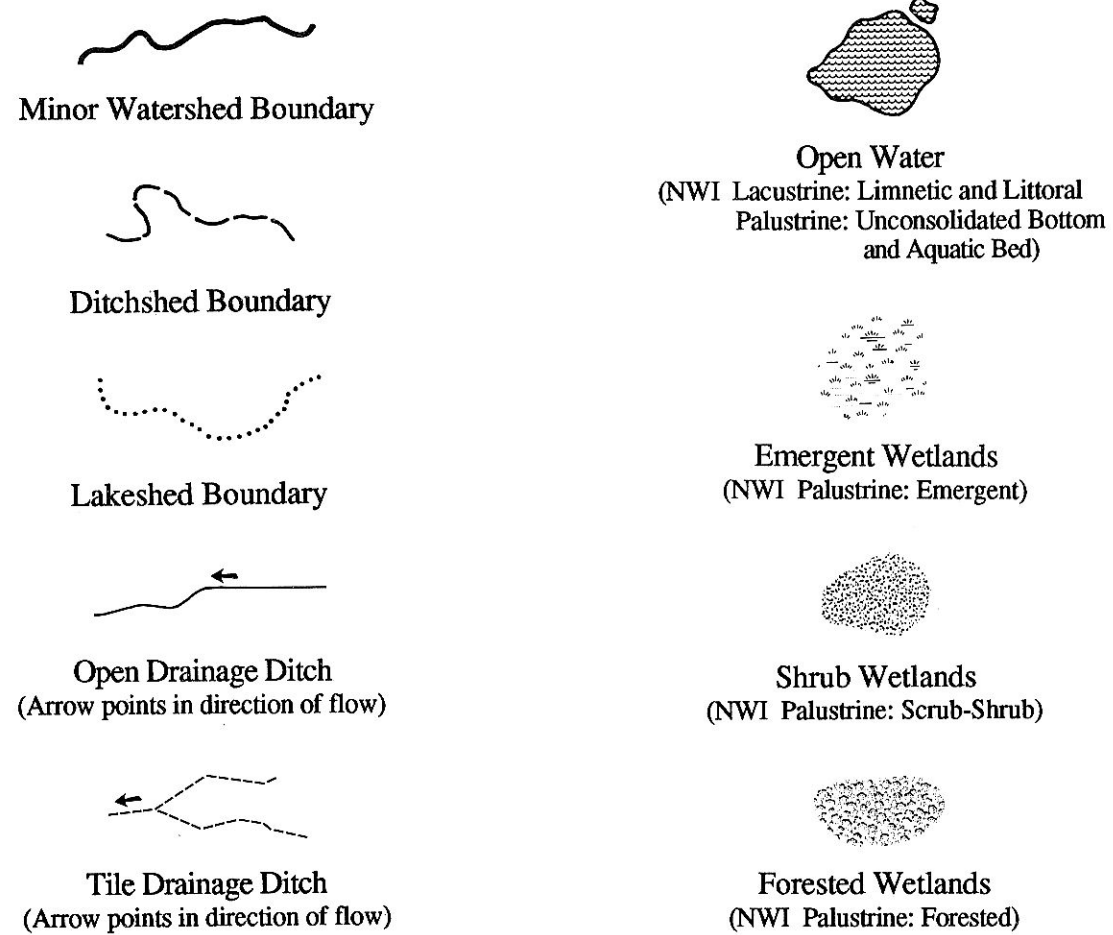 Minor Watershed Boundary
Ditchshed Boundary
Lakeshed Boundary
Open Drainage Ditch
(Arrow points in direction of flow)
Tile Drainage Ditch
(Arrow points in direction of flow)
Open Water
(NWI Lacustrine: Limnetic and Littoral
Palustrine: Unconsolidated Bottom
and Aquatic Bed)
Emergent Wetlands
(NWI Palustrine: Emergent)
Shrub Wetlands
(NWI Palustrine: Scrub-Shrub)
Forested Wetlands
(NWI Palustrine: Forested)